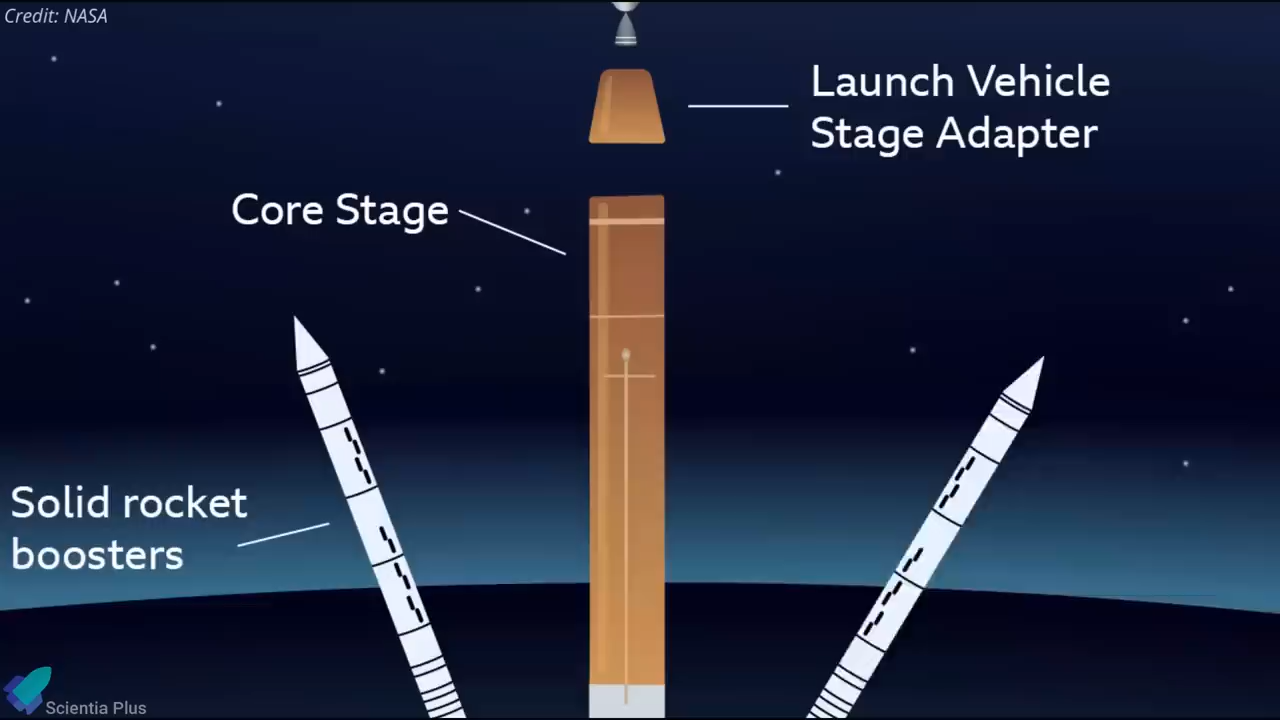 Credit: NASA
Launch Vehicle
Stage Adapter
Core Stage
Solid rocket
boosters
Scientia Plus